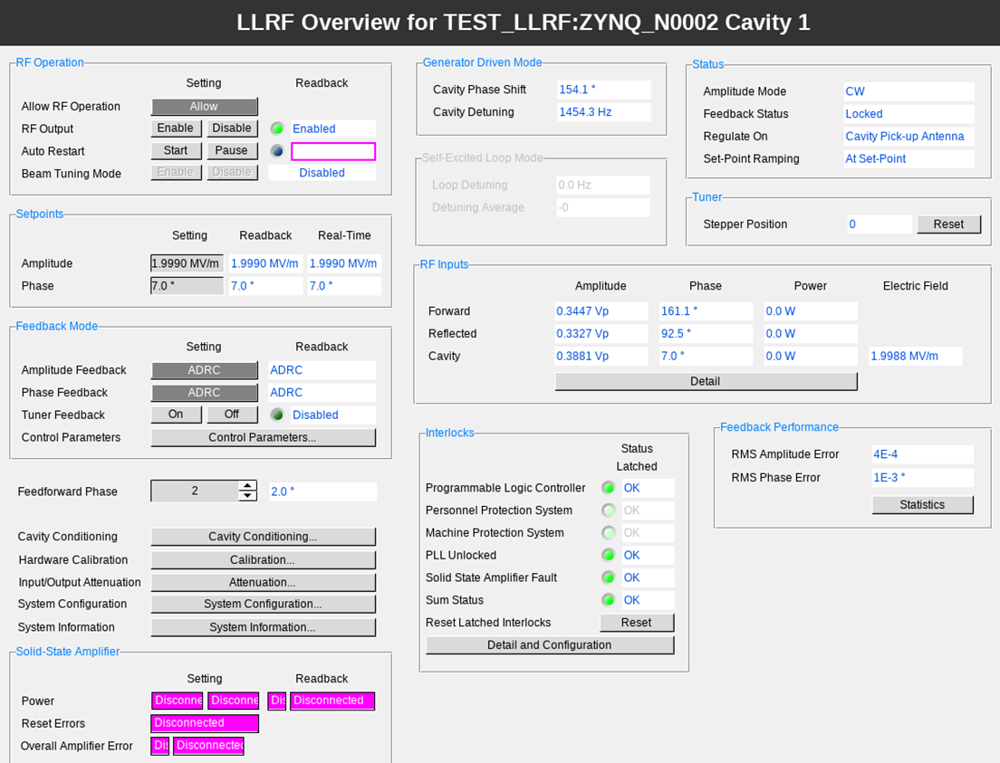 LLRF Overview for TEST_LLRF:ZYNQ_N0002 Cavity 1
RF Operation
Setting Readback
Allow RF Operation Allow
RF Output Enable Disable Enabled
Auto Restart Start Pause
Beam Tuning Mode Enable Disable Disabled
Setpoints
Setting Readback Real-Time
Amplitude 1.9990 MV/m 1.9990 MV/m 1.9990 MV/m
Phase 7.0 ° 7.0 ° 7.0 °
Feedback Mode
Setting Readback
Amplitude Feedback ADRC ADRC
Phase Feedback ADRC ADRC
Tuner Feedback On Off Disabled
Control Parameters Control Parameters...
Feedforward Phase 2 2.0 °
Cavity Conditioning Cavity Conditioning...
Hardware Calibration Calibration...
Input/Output Attenuation Attenuation...
System Configuration System Configuration...
System Information System Information...
Solid-State Amplifier
Setting Readback
Power Disconne Disconne Dis Disconnected
Reset Errors Disconnected
Overall Amplifier Error Dis Disconnected
Generator Driven Mode
Cavity Phase Shift 154.1 °
Cavity Detuning 1454.3 Hz
Self-Excited Loop Mode
Loop Detuning 0.0 Hz
Detuning Average -0
Status
Amplitude Mode CW
Feedback Status Locked
Regulate On Cavity Pick-up Antenna
Set-Point Ramping At Set-Point
Tuner
Stepper Position 0 Reset
RF Inputs
Amplitude Phase Power Electric Field
Forward 0.3447 Vp 161.1 ° 0.0 W
Reflected 0.3327 Vp 92.5 ° 0.0 W
Cavity 0.3881 Vp 7.0 ° 0.0 W 1.9988 MV/m
Detail
Interlocks
Status
Latched
Programmable Logic Controller OK
Personnel Protection System OK
Machine Protection System OK
PLL Unlocked OK
Solid State Amplifier Fault OK
Sum Status OK
Reset Latched Interlocks Reset
Detail and Configuration
Feedback Performance
RMS Amplitude Error 4E-4
RMS Phase Error 1E-3 °
Statistics